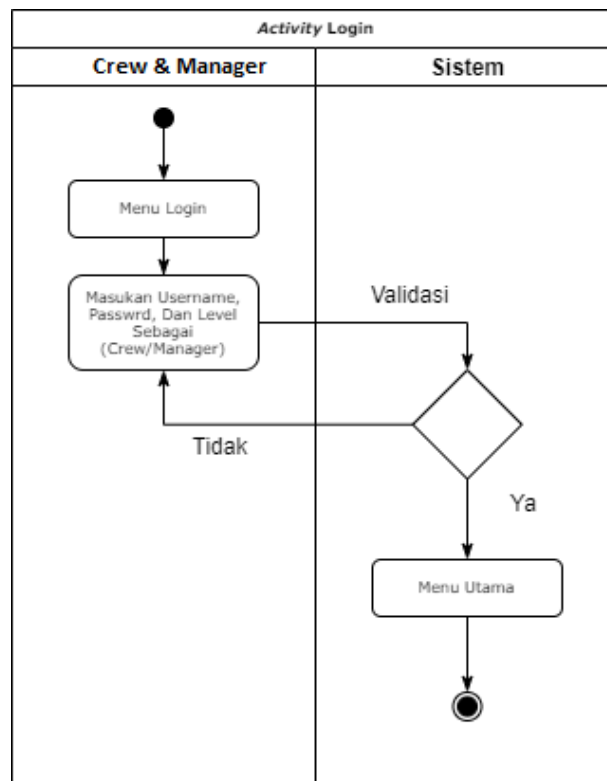 Activity Login
Crew & Manager
Sistem
Menu Login
Masukan Username,
Passwrd, Dan Level
Sebagai
(Crew/Manager)
Validasi
Tidak
Ya
Menu Utama